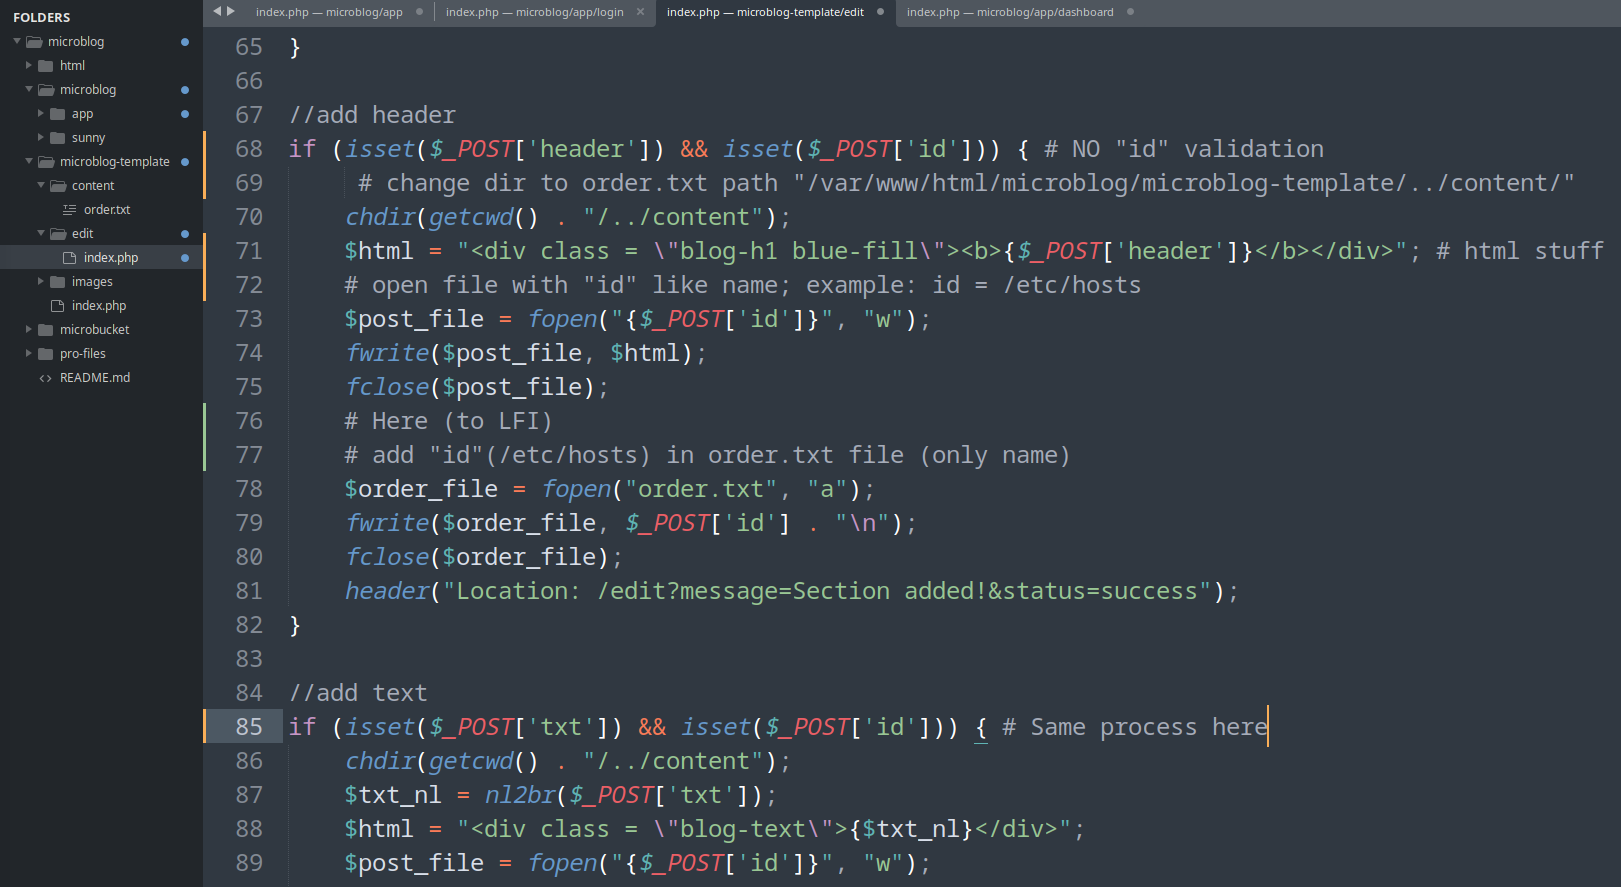 FOLDERS
microblog
html
microblog
app
sunny
microblog-template
content
order.txt
edit
index.php
images
index.php
microbucket
pro-files
README.md
index.php — microblog/app
index.php — microblog/app/login
index.php — microblog-template/edit
index.php — microblog/app/dashboard
65 }
66
67 //add header
68 if (isset($_POST['header']) && isset($_POST['id'])) { # NO "id" validation
69 # change dir to order.txt path "/var/www/html/microblog/microblog-template/../content/"
70 chdir(getcwd() . "/../content");
71 $html = "<div class = \"blog-h1 blue-fill\"><b>{$_POST['header']}</b></div>"; # html stuff
72 # open file with "id" like name; example: id = /etc/hosts
73 $post_file = fopen("{$_POST['id']}", "w");
74 fwrite($post_file, $html);
75 fclose($post_file);
76 # Here (to LFI)
77 # add "id"(/etc/hosts) in order.txt file (only name)
78 $order_file = fopen("order.txt", "a");
79 fwrite($order_file, $_POST['id'] . "\n");
80 fclose($order_file);
81 header("Location: /edit?message=Section added!&status=success");
82 }
83
84 //add text
85 if (isset($_POST['txt']) && isset($_POST['id'])) { # Same process here
86 chdir(getcwd() . "/../content");
87 $txt_nl = nl2br($_POST['txt']);
88 $html = "<div class = \"blog-text\">{$txt_nl}</div>";
89 $post_file = fopen("{$_POST['id']}", "w");